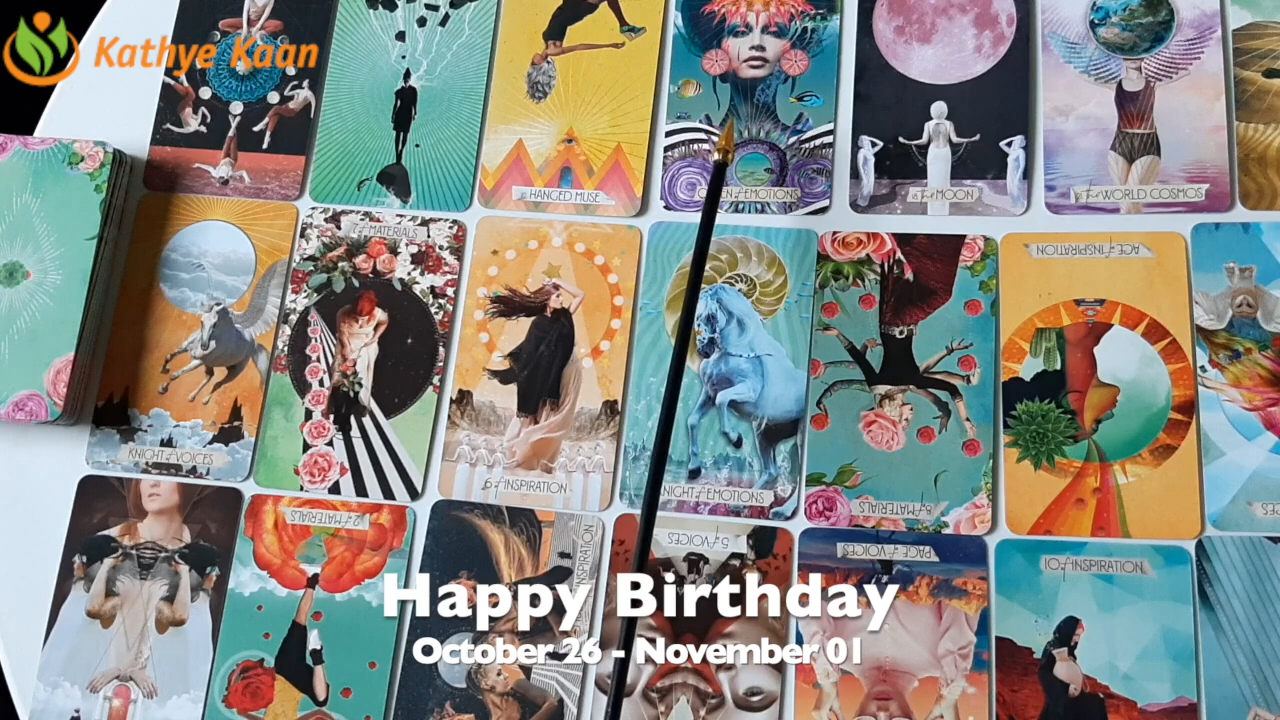 Kathye Kaan
HANGED MUSE
QUEEN of EMOTIONS
18 the MOON
the WORLD COSMOS
KNIGHT of VOICES
7 of MATERIALS
9 of INSPIRATION
KNIGHT of EMOTIONS
8 of MATERIALS
ACE of INSPIRATION
2 of MATERIALS
INSPIRATION
5 of VOICES
PAGE of VOICES
10 of INSPIRATION
Happy Birthday
October 26 - November 01